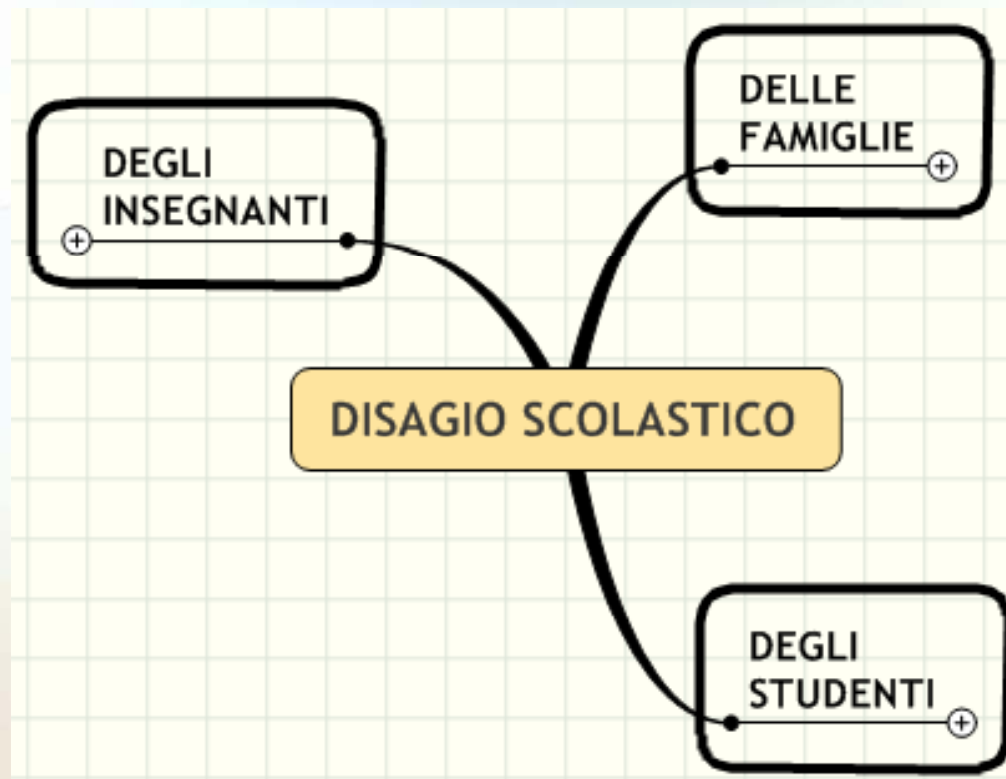 DELLE
FAMIGLIE
DEGLI
INSEGNANTI
DISAGIO SCOLASTICO
DEGLI
STUDENTI